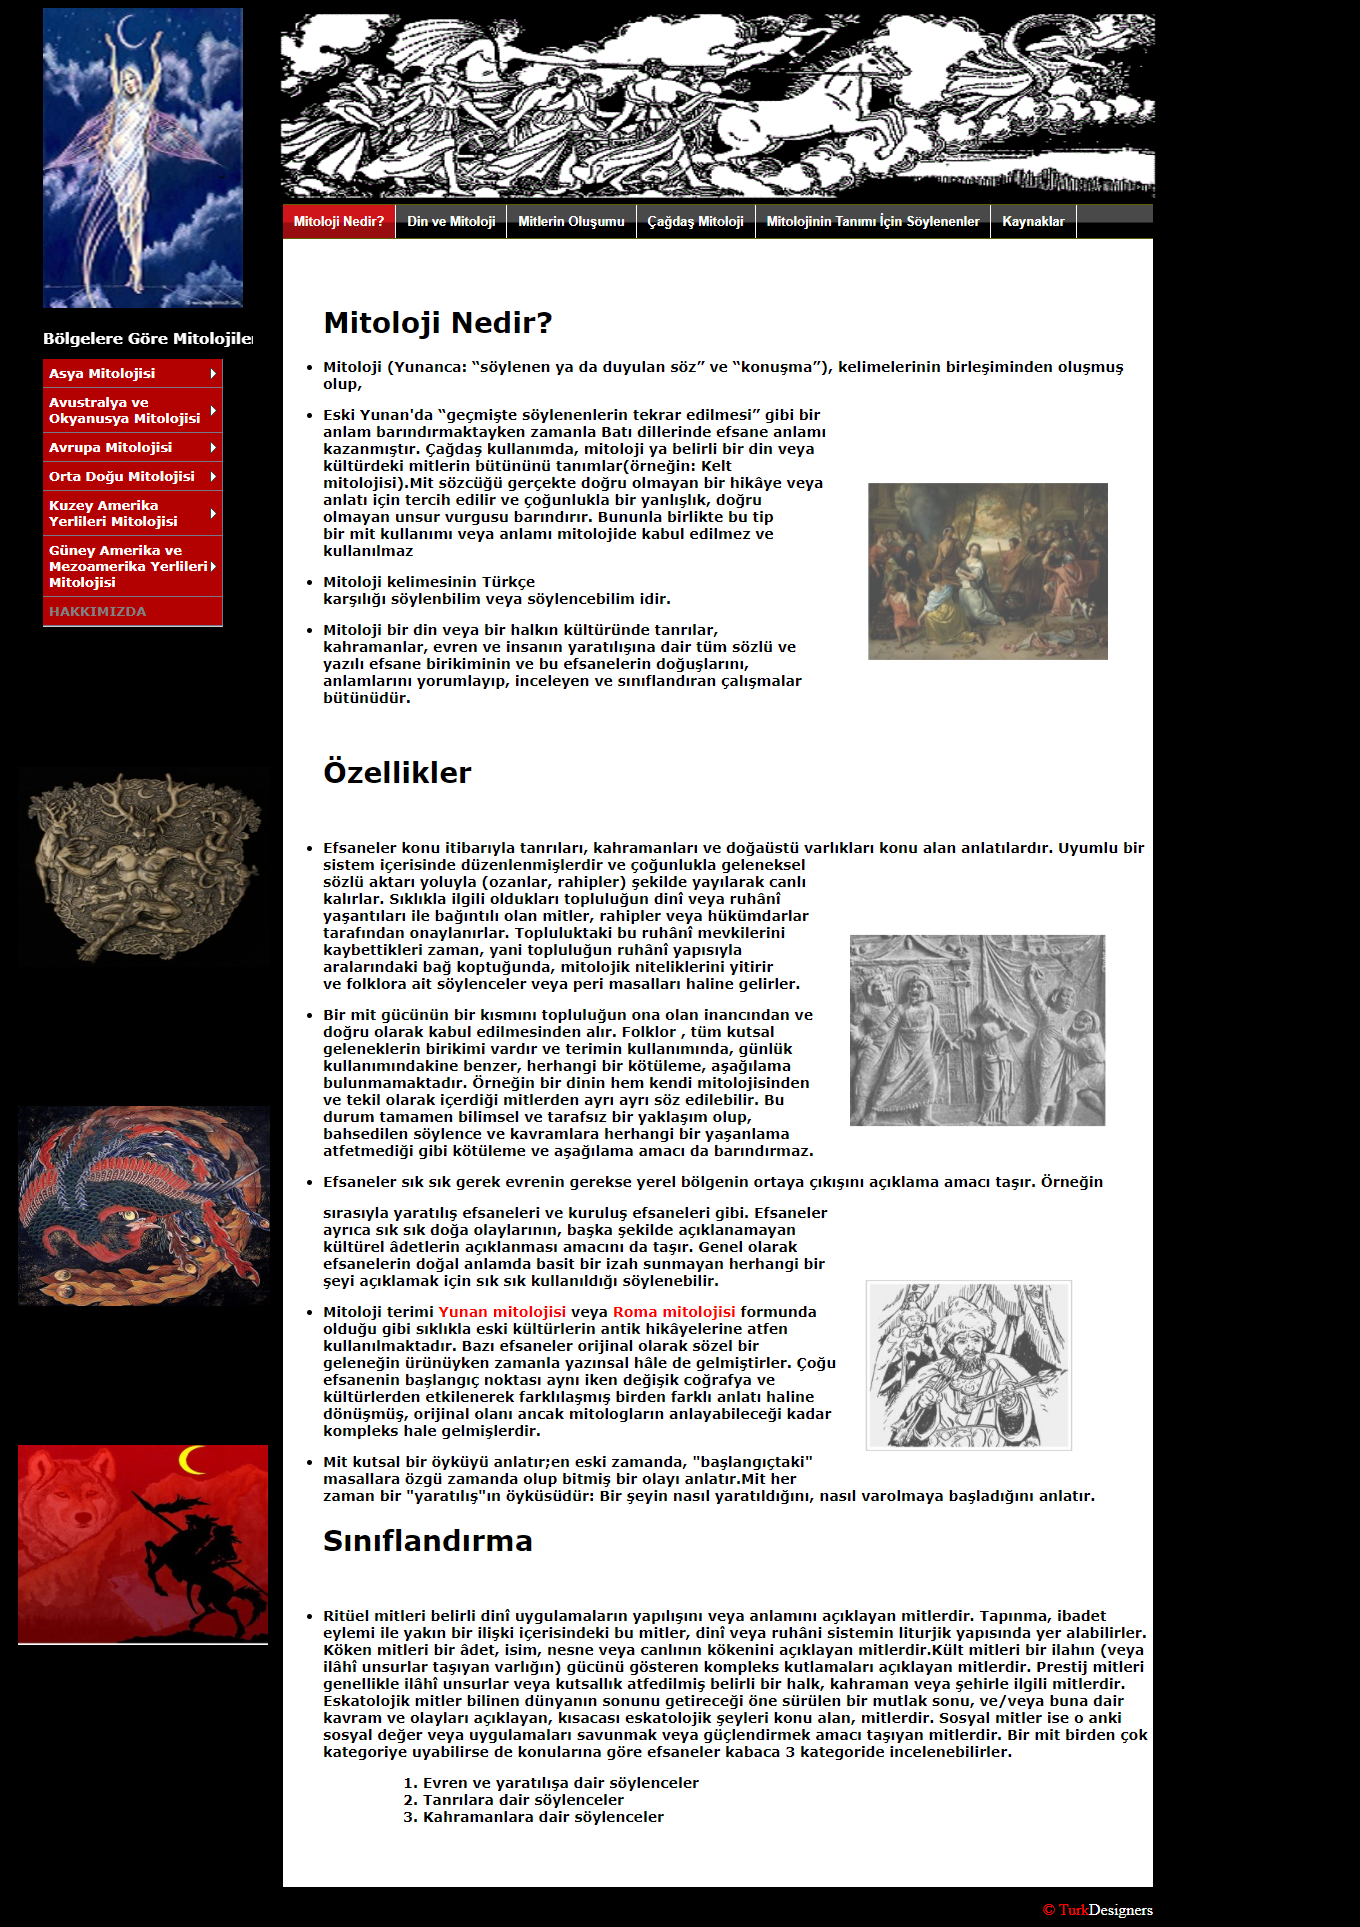 Mitoloji Nedir?
Din ve Mitoloji
Mitlerin Oluşumu
Çağdaş Mitoloji
Mitolojinin Tanımı İçin Söylenenler
Kaynaklar
Bölgelere Göre Mitolojiler
Asya Mitolojisi
Avustralya ve
Okyanusya Mitolojisi
Avrupa Mitolojisi
Orta Doğu Mitolojisi
Kuzey Amerika
Yerlileri Mitolojisi
Güney Amerika ve
Mezoamerika Yerlileri
Mitolojisi
HAKKIMIZDA
Mitoloji Nedir?
Mitoloji (Yunanca: “söylenen ya da duyulan söz” ve “konuşma”), kelimelerinin birleşiminden oluşmuş
olup,
Eski Yunan'da “geçmişte söylenenlerin tekrar edilmesi” gibi bir
anlam barındırmaktayken zamanla Batı dillerinde efsane anlamı
kazanmıştır. Çağdaş kullanımda, mitoloji ya belirli bir din veya
kültürdeki mitlerin bütününü tanımlar(örneğin: Kelt
mitolojisi).Mit sözcüğü gerçekte doğru olmayan bir hikâye veya
anlatı için tercih edilir ve çoğunlukla bir yanlışlık, doğru
olmayan unsur vurgusu barındırır. Bununla birlikte bu tip
bir mit kullanımı veya anlamı mitolojide kabul edilmez ve
kullanılmaz
Mitoloji kelimesinin Türkçe
karşılığı söylenbilim veya söylencebilim idir.
Mitoloji bir din veya bir halkın kültüründe tanrılar,
kahramanlar, evren ve insanın yaratılışına dair tüm sözlü ve
yazılı efsane birikiminin ve bu efsanelerin doğuşlarını,
anlamlarını yorumlayıp, inceleyen ve sınıflandıran çalışmalar
bütünüdür.
Özellikler
Efsaneler konu itibarıyla tanrıları, kahramanları ve doğaüstü varlıkları konu alan anlatılardır. Uyumlu bir
sistem içerisinde düzenlenmişlerdir ve çoğunlukla geleneksel
sözlü aktarı yoluyla (ozanlar, rahipler) şekilde yayılarak canlı
kalırlar. Sıklıkla ilgili oldukları topluluğun dinî veya ruhânî
yaşantıları ile bağıntılı olan mitler, rahipler veya hükümdarlar
tarafından onaylanırlar. Topluluktaki bu ruhânî mevkilerini
kaybettikleri zaman, yani topluluğun ruhânî yapısıyla
aralarındaki bağ koptuğunda, mitolojik niteliklerini yitirir
ve folklora ait söylenceler veya peri masalları haline gelirler.
Bir mit gücünün bir kısmını topluluğun ona olan inancından ve
doğru olarak kabul edilmesinden alır. Folklor , tüm kutsal
geleneklerin birikimi vardır ve terimin kullanımında, günlük
kullanımındakine benzer, herhangi bir kötüleme, aşağılama
bulunmamaktadır. Örneğin bir dinin hem kendi mitolojisinden
ve tekil olarak içerdiği mitlerden ayrı ayrı söz edilebilir. Bu
durum tamamen bilimsel ve tarafsız bir yaklaşım olup,
bahsedilen söylence ve kavramlara herhangi bir yaşanlama
atfetmediği gibi kötüleme ve aşağılama amacı da barındırmaz.
Efsaneler sık sık gerek evrenin gerekse yerel bölgenin ortaya çıkışını açıklama amacı taşır. Örneğin
sırasıyla yaratılış efsaneleri ve kuruluş efsaneleri gibi. Efsaneler
ayrıca sık sık doğa olaylarının, başka şekilde açıklanamayan
kültürel âdetlerin açıklanması amacını da taşır. Genel olarak
efsanelerin doğal anlamda basit bir izah sunmayan herhangi bir
şeyi açıklamak için sık sık kullanıldığı söylenebilir.
Mitoloji terimi Yunan mitolojisi veya Roma mitolojisi formunda
olduğu gibi sıklıkla eski kültürlerin antik hikâyelerine atfen
kullanılmaktadır. Bazı efsaneler orijinal olarak sözel bir
geleneğin ürünüyken zamanla yazınsal hâle de gelmiştirler. Çoğu
efsanenin başlangıç noktası aynı iken değişik coğrafya ve
kültürlerden etkilenerek farklılaşmış birden farklı anlatı haline
dönüşmüş, orijinal olanı ancak mitologların anlayabileceği kadar
kompleks hale gelmişlerdir.
Mit kutsal bir öyküyü anlatır;en eski zamanda, "başlangıçtaki"
masallara özgü zamanda olup bitmiş bir olayı anlatır.Mit her
zaman bir "yaratılış"ın öyküsüdür: Bir şeyin nasıl yaratıldığını, nasıl varolmaya başladığını anlatır.
Sınıflandırma
Ritüel mitleri belirli dinî uygulamaların yapılışını veya anlamını açıklayan mitlerdir. Tapınma, ibadet
eylemi ile yakın bir ilişki içerisindeki bu mitler, dinî veya ruhâni sistemin liturjik yapısında yer alabilirler.
Köken mitleri bir âdet, isim, nesne veya canlının kökenini açıklayan mitlerdir.Kült mitleri bir ilahın (veya
ilâhî unsurlar taşıyan varlığın) gücünü gösteren kompleks kutlamaları açıklayan mitlerdir. Prestij mitleri
genellikle ilâhî unsurlar veya kutsallık atfedilmiş belirli bir halk, kahraman veya şehirle ilgili mitlerdir.
Eskatolojik mitler bilinen dünyanın sonunu getireceği öne sürülen bir mutlak sonu, ve/veya buna dair
kavram ve olayları açıklayan, kısacası eskatolojik şeyleri konu alan, mitlerdir. Sosyal mitler ise o anki
sosyal değer veya uygulamaları savunmak veya güçlendirmek amacı taşıyan mitlerdir. Bir mit birden çok
kategoriye uyabilirse de konularına göre efsaneler kabaca 3 kategoride incelenebilirler.
1. Evren ve yaratılışa dair söylenceler
2. Tanrılara dair söylenceler
3. Kahramanlara dair söylenceler
© TurkDesigners